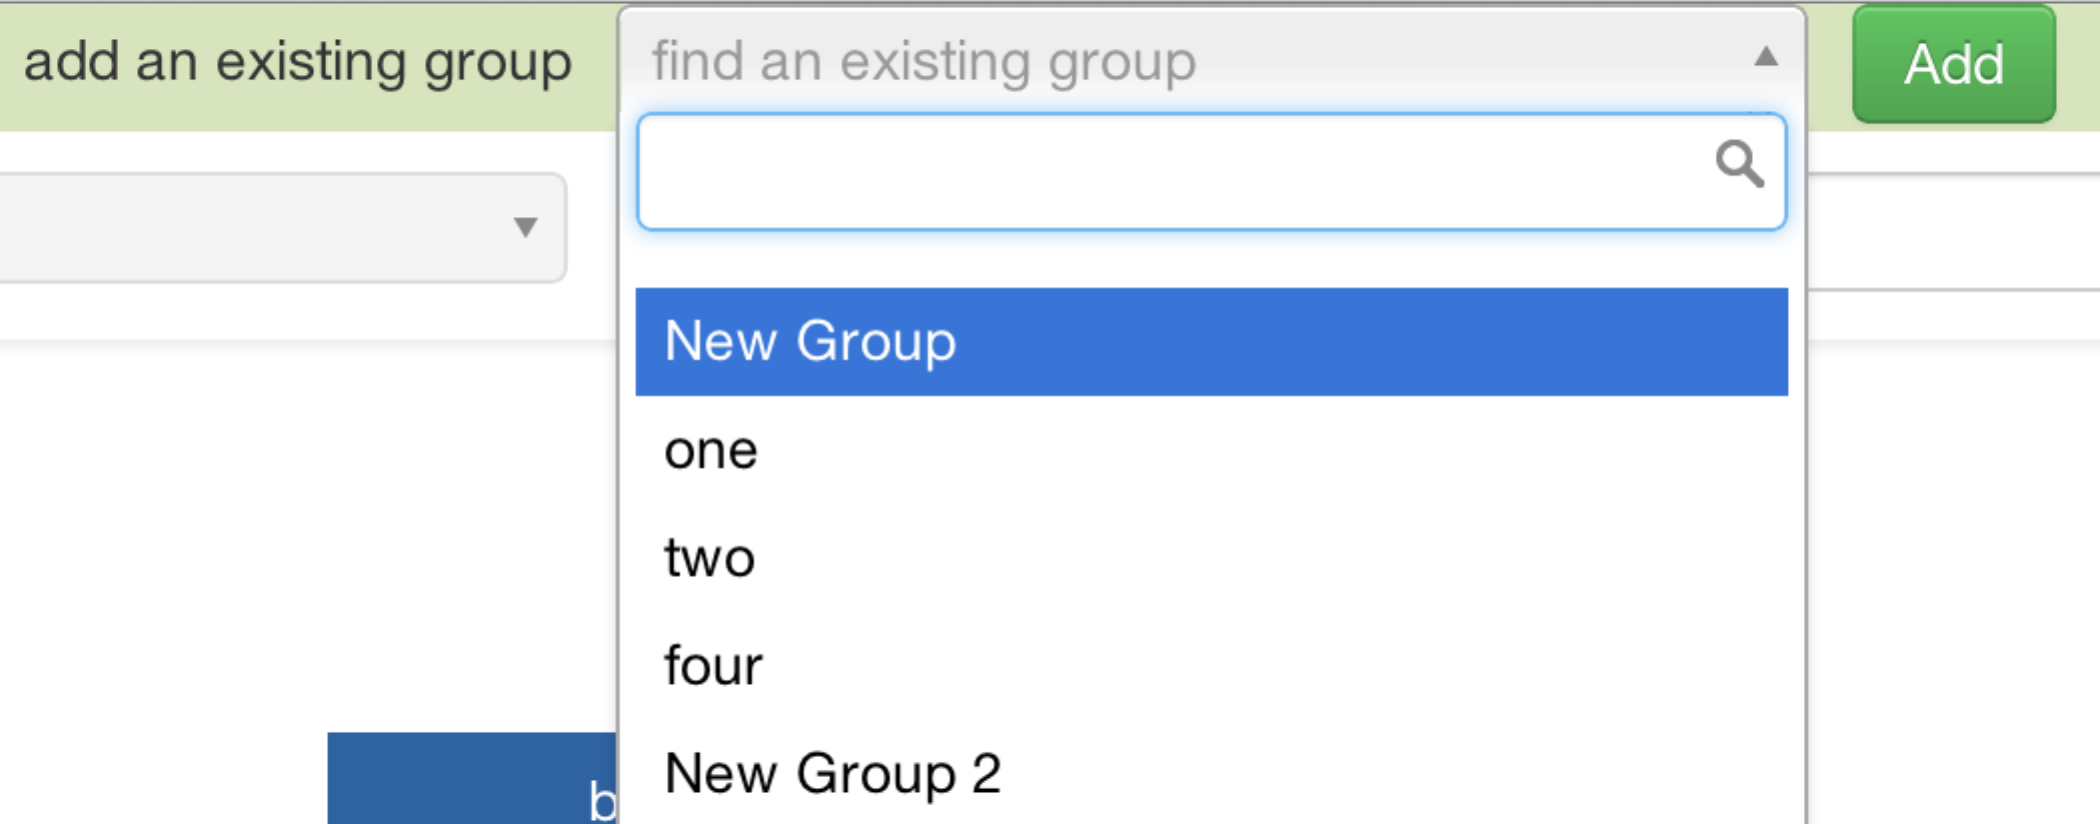 add an existing group
find an existing group
Add
New Group
one
two
four
New Group 2
b